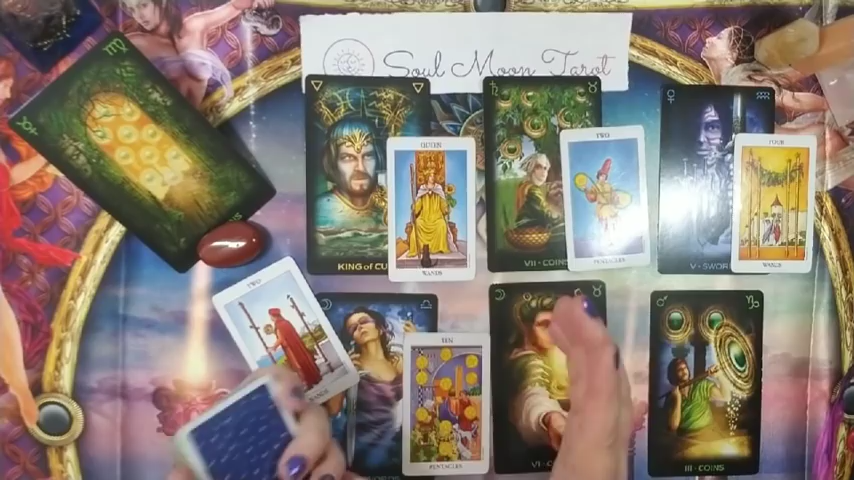 Soul Moon Tarot
QUEEN
TWO
FOUR
KING of CU
WANDS
VII - COINS
PENTACLES
V - SWOR
WANDS
TWO
TEN
PENTACLES
III - COINS